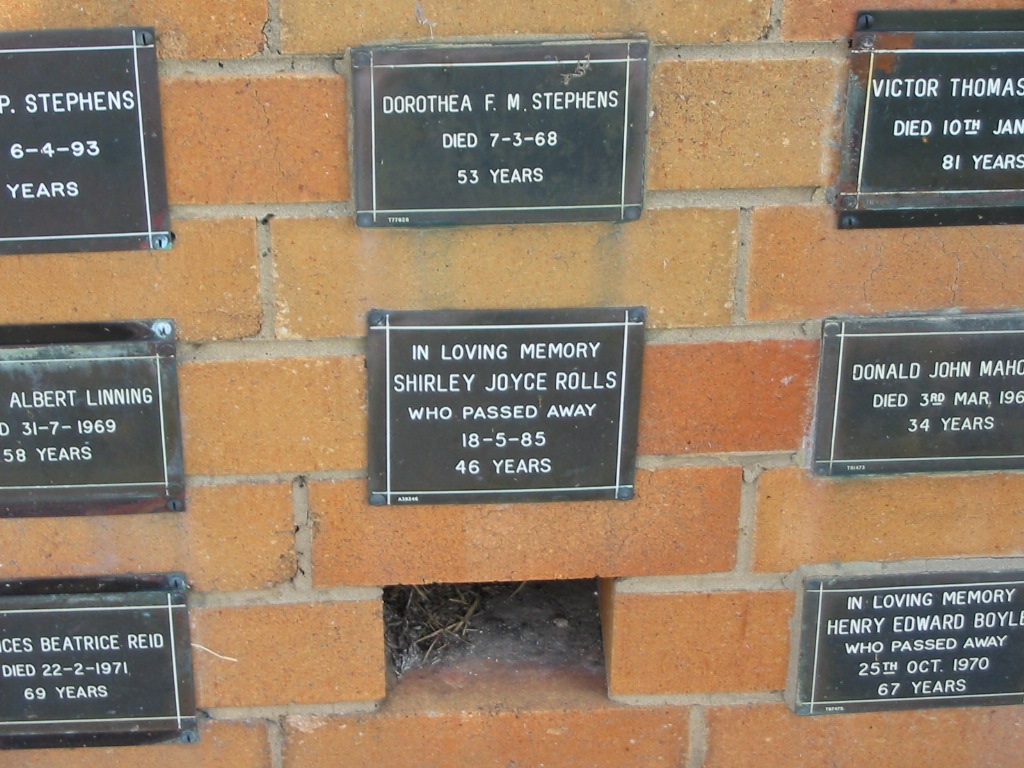 P. STEPHENS
6-4-93
YEARS
DOROTHEA F. M. STEPHENS
DIED 7-3-68
53 YEARS
T77828
VICTOR THOMAS
DIED 10TH JAN
81 YEARS
ALBERT LINNING
D 31-7-1969
58 YEARS
IN LOVING MEMORY
SHIRLEY JOYCE ROLLS
WHO PASSED AWAY
18-5-85
46 YEARS
A39346
DONALD JOHN MAHO
DIED 3RD MAR, 196
34 YEARS
T81473
CES BEATRICE REID
DIED 22-2-1971
69 YEARS
IN LOVING MEMORY
HENRY EDWARD BOYLE
WHO PASSED AWAY
25TH OCT. 1970
67 YEARS